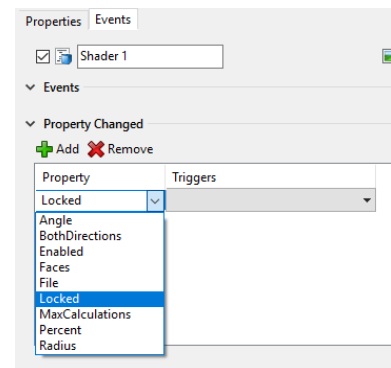 Properties Events
Shader 1
Events
Property Changed
Add Remove
Property Triggers
Locked
Angle
BothDirections
Enabled
Faces
File
Locked
MaxCalculations
Percent
Radius